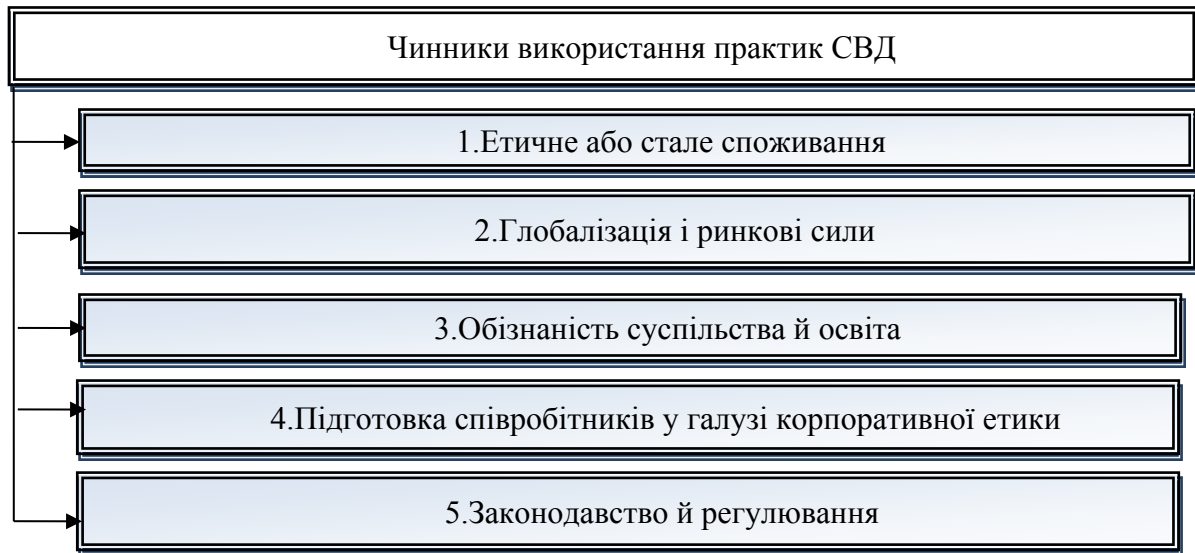 Чинники використання практик СВД
1.Етичне або стале споживання
2.Глобалізація і ринкові сили
3.Обізнаність суспільства й освіта
4.Підготовка співробітників у галузі корпоративної етики
5.Законодавство й регулювання